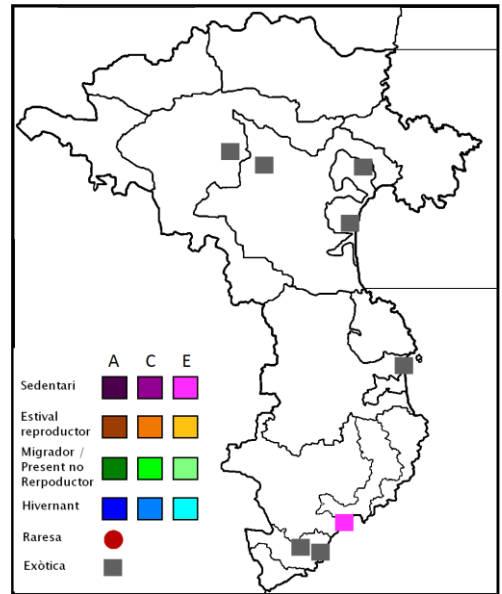 A C E
Sedentari
Estival
reproductor
Migrador /
Present no
Rerpoductor
Hivernant
Raresa
Exòtica